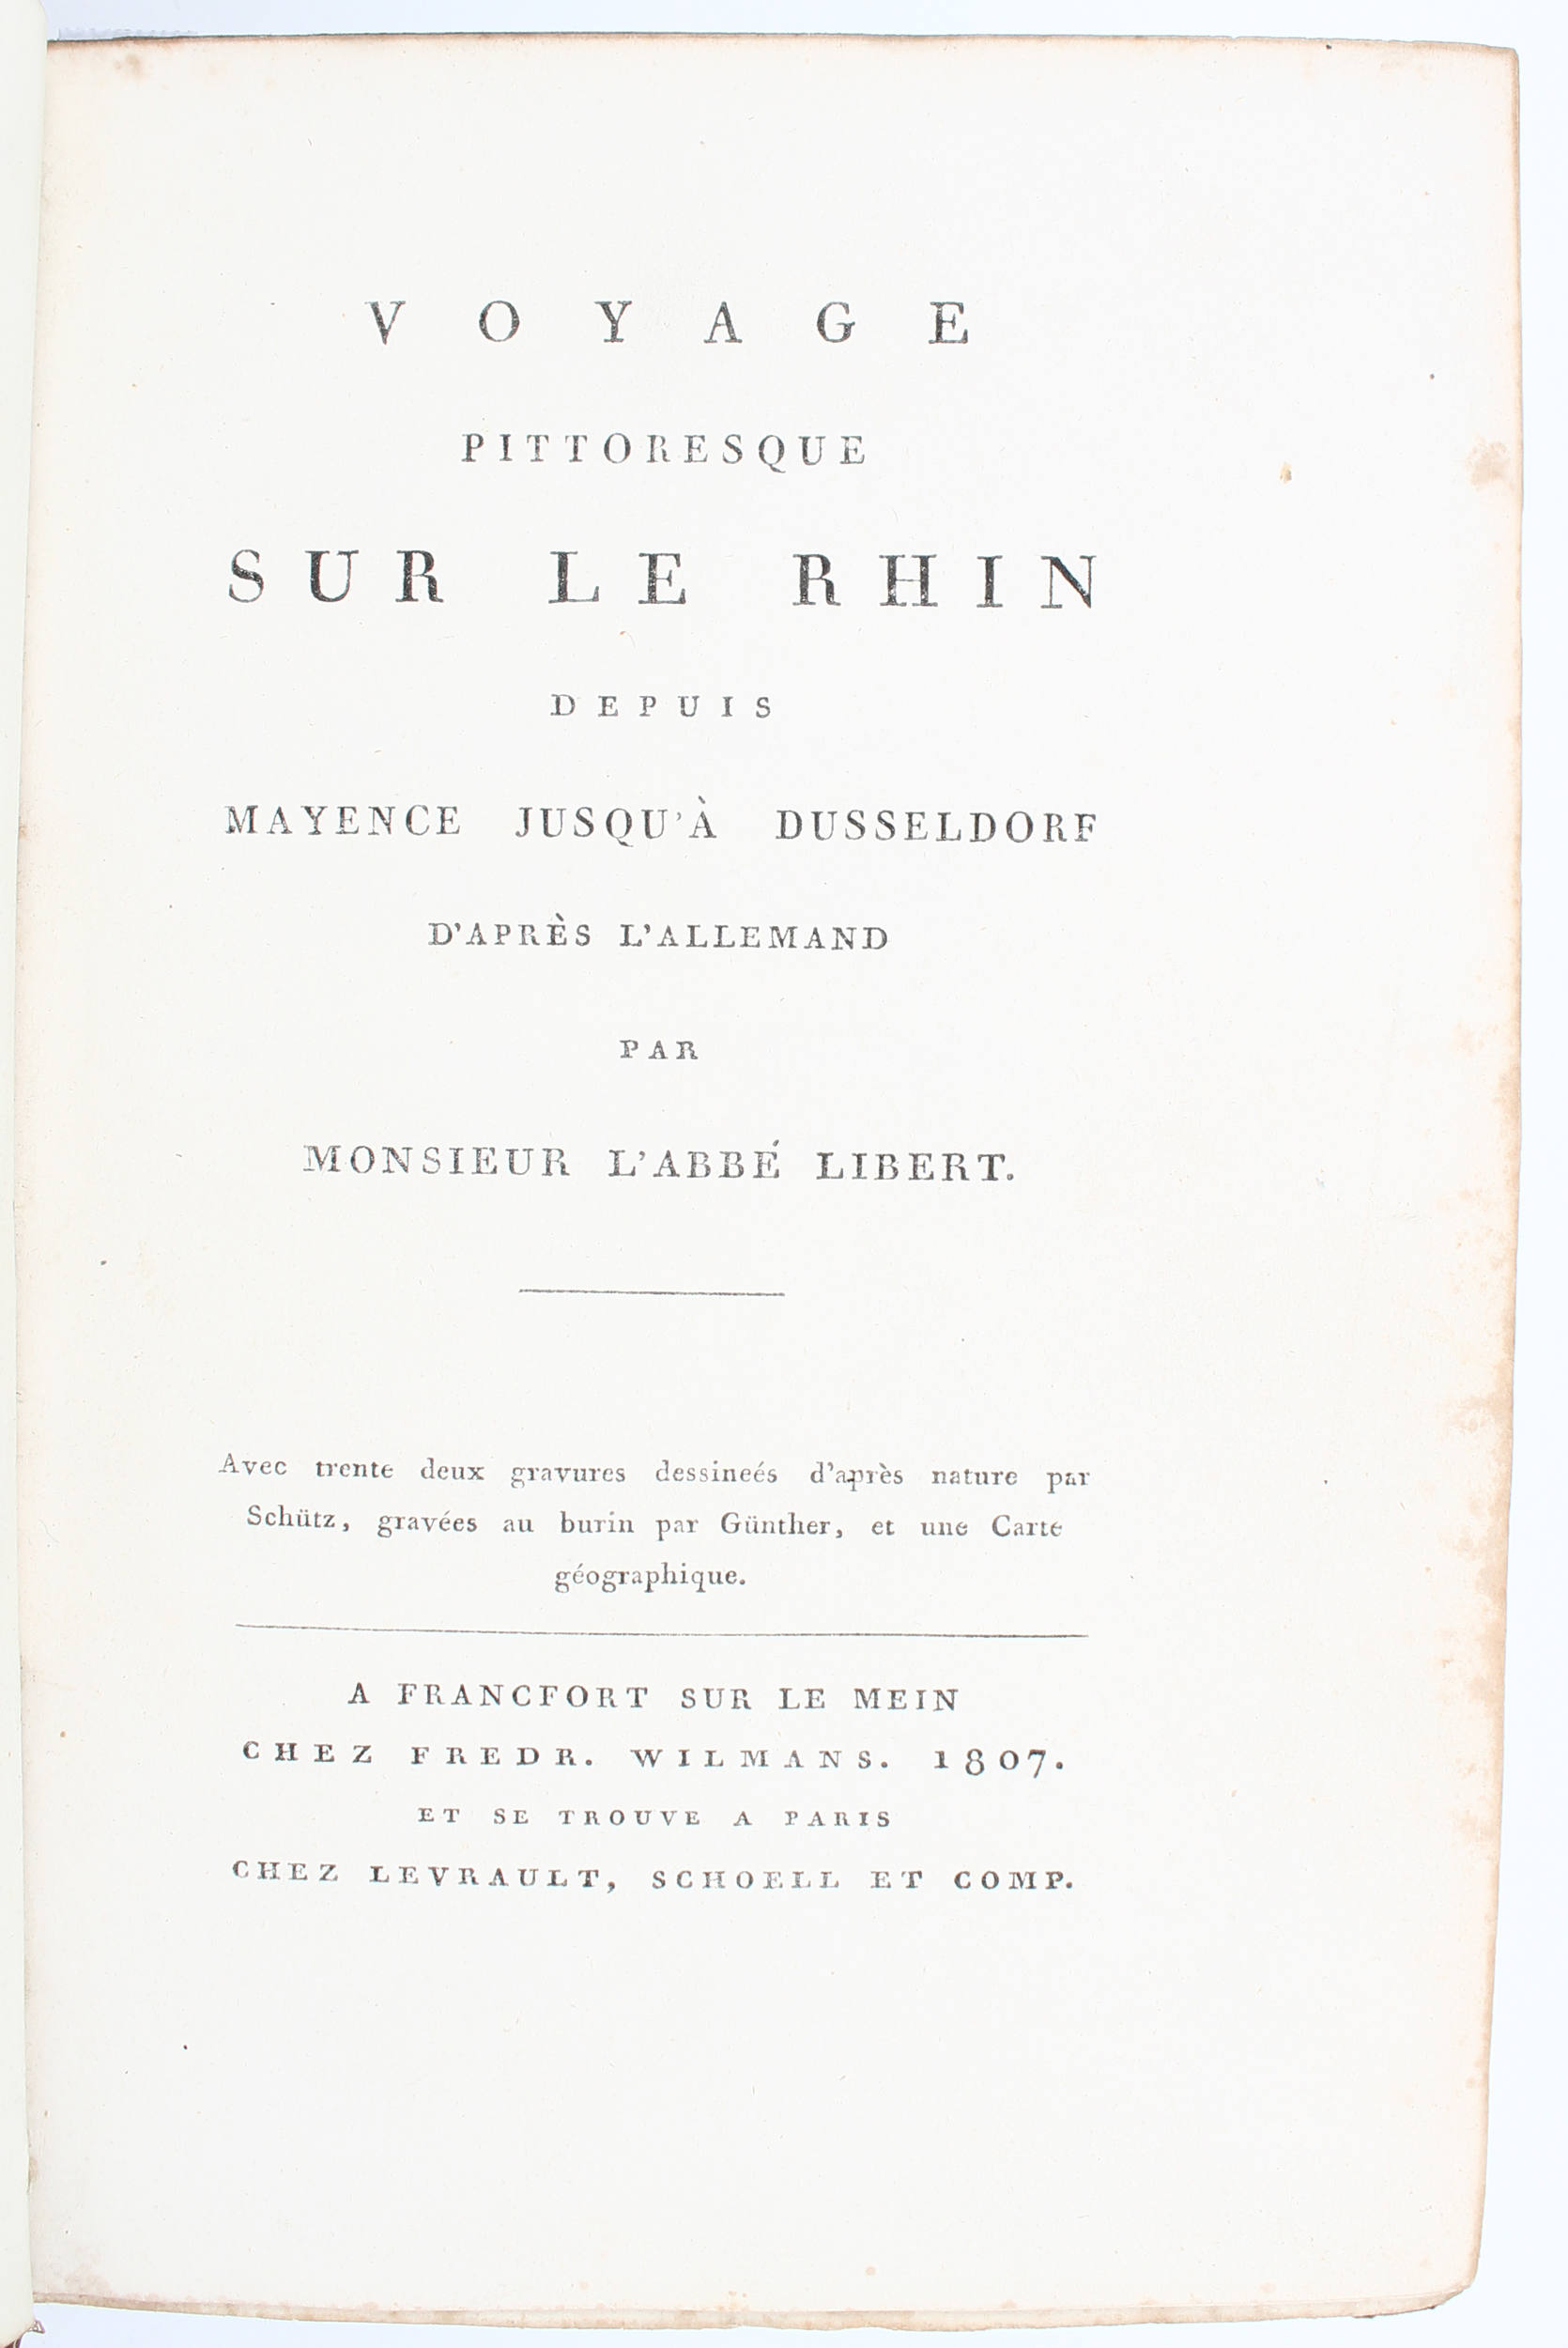 VOYAGE
PITTORESQUE
SUR LE RHIN
DEPUIS
MAYENCE JUSQU'À DUSSELDORF
D'APRÈS L'ALLEMAND
PAR
MONSIEUR L'ABBÉ LIBERT.
Avec trente deux gravures dessineés d'après nature par
Schütz, gravées au burin par Günther, et une Carte
géographique.
A FRANCFORT SUR LE MEIN
CHEZ FREDR. WILMANS. 1807.
ET SE TROUVE A PARIS
CHEZ LEVRAULT, SCHOELL ET COMP.